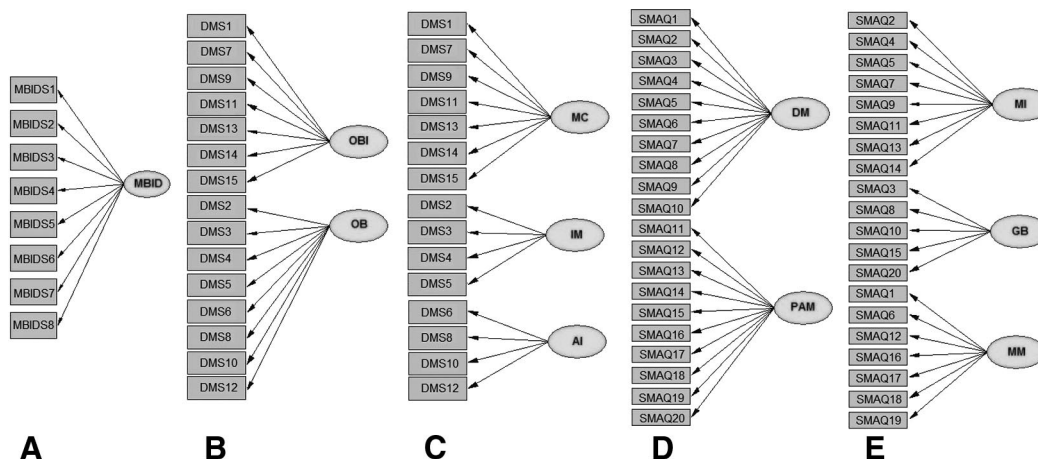 MBIDS1
MBIDS2
MBIDS3
MBIDS4
MBIDS5
MBIDS6
MBIDS7
MBIDS8
MBID
A
DMS1
DMS7
DMS9
DMS11
DMS13
DMS14
DMS15
DMS2
DMS3
DMS4
DMS5
DMS6
DMS8
DMS10
DMS12
OBI
OB
B
DMS1
DMS7
DMS9
DMS11
DMS13
DMS14
DMS15
DMS2
DMS3
DMS4
DMS5
DMS6
DMS8
DMS10
DMS12
MC
IM
AI
C
SMAQ1
SMAQ2
SMAQ3
SMAQ4
SMAQ5
SMAQ6
SMAQ7
SMAQ8
SMAQ9
SMAQ10
SMAQ11
SMAQ12
SMAQ13
SMAQ14
SMAQ15
SMAQ16
SMAQ17
SMAQ18
SMAQ19
SMAQ20
DM
PAM
D
SMAQ2
SMAQ4
SMAQ5
SMAQ7
SMAQ9
SMAQ11
SMAQ13
SMAQ14
SMAQ3
SMAQ8
SMAQ10
SMAQ15
SMAQ20
SMAQ1
SMAQ6
SMAQ12
SMAQ16
SMAQ17
SMAQ18
SMAQ19
MI
GB
MM
E